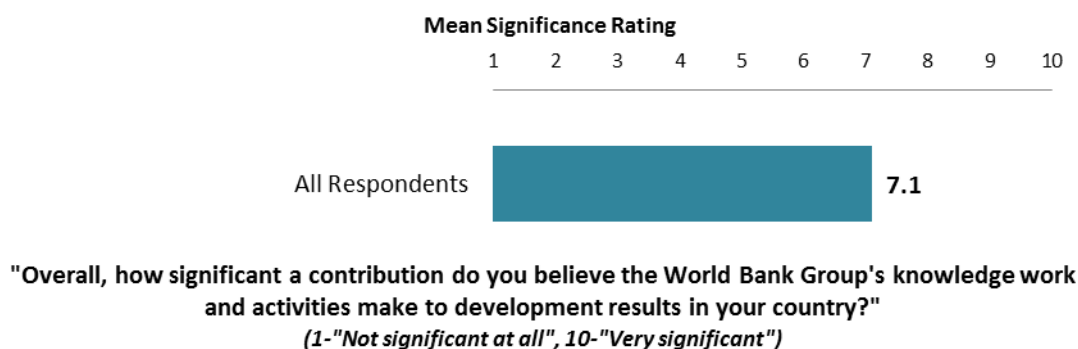 Mean Significance Rating
1 2 3 4 5 6 7 8 9 10
All Respondents 7.1
"Overall, how significant a contribution do you believe the World Bank Group's knowledge work
and activities make to development results in your country?"
(1-"Not significant at all", 10-"Very significant")